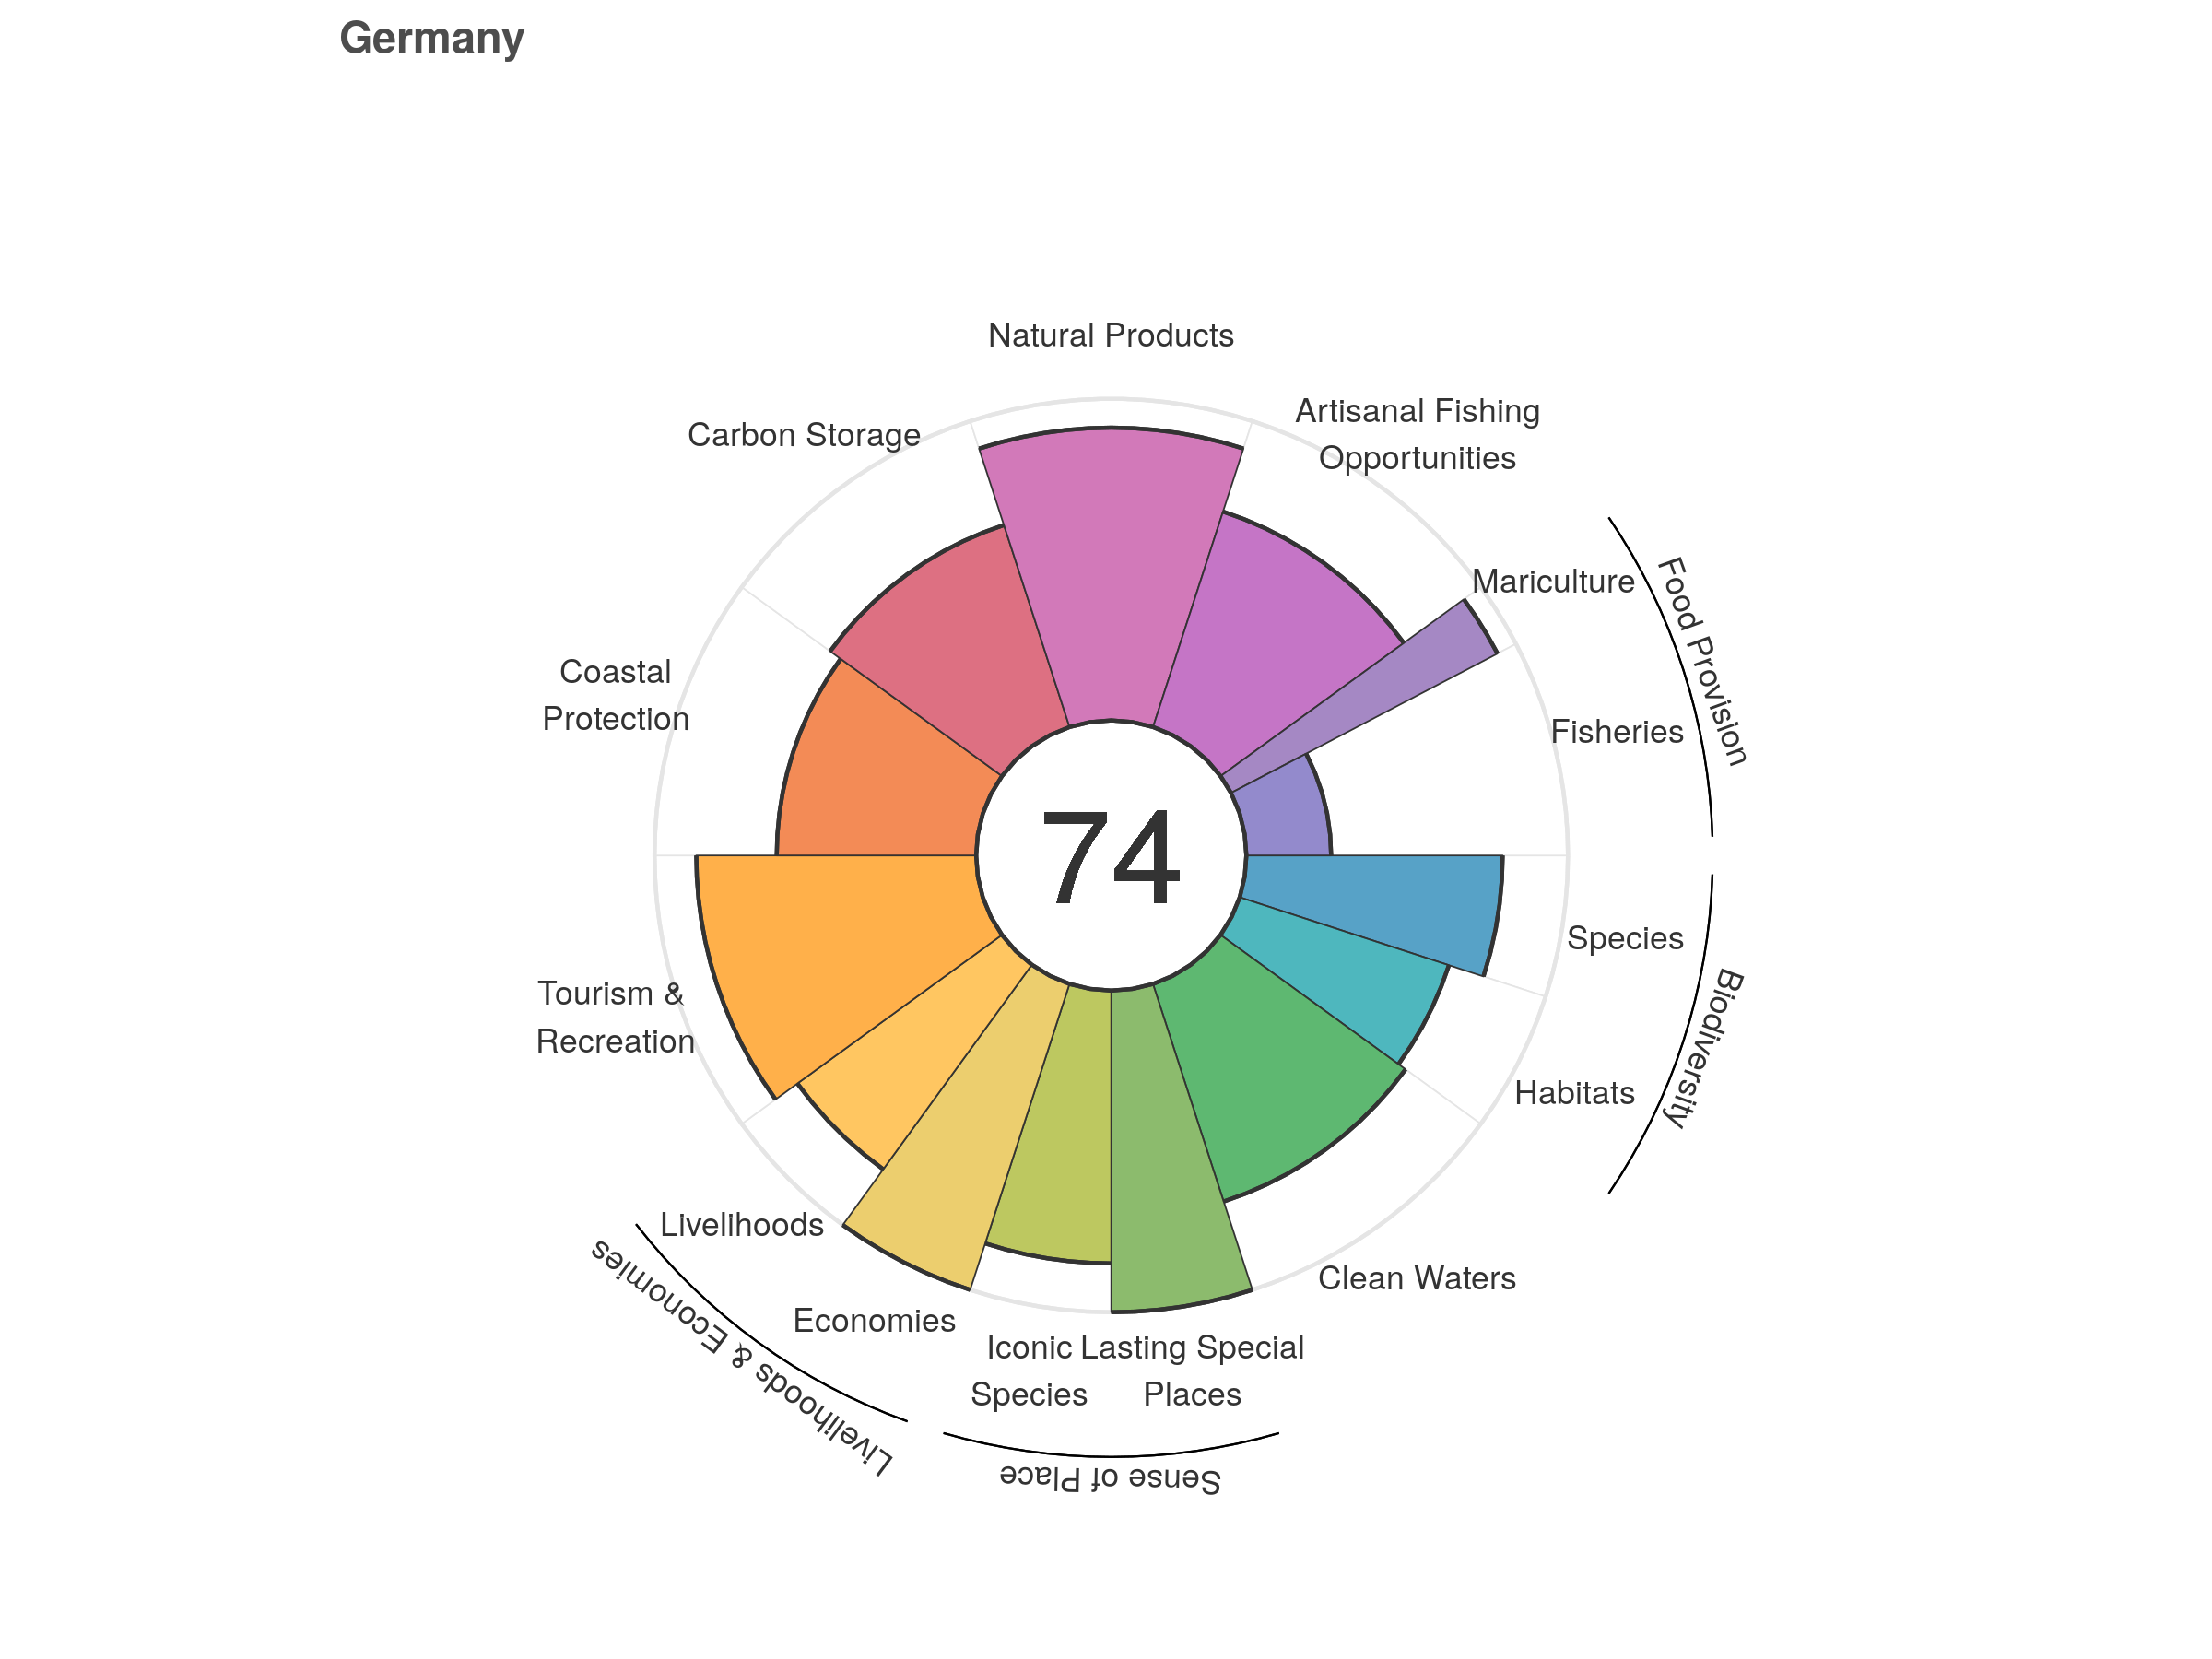 Germany
Natural Products
Artisanal Fishing
Opportunities
Carbon Storage
Mariculture
Food Provision
Coastal
Protection
Fisheries
74
Species
Biodiversity
Tourism &
Recreation
Habitats
Livelihoods
Livelihoods & Economies
Clean Waters
Economies
Iconic
Species
Lasting Special
Places
Sense of Place